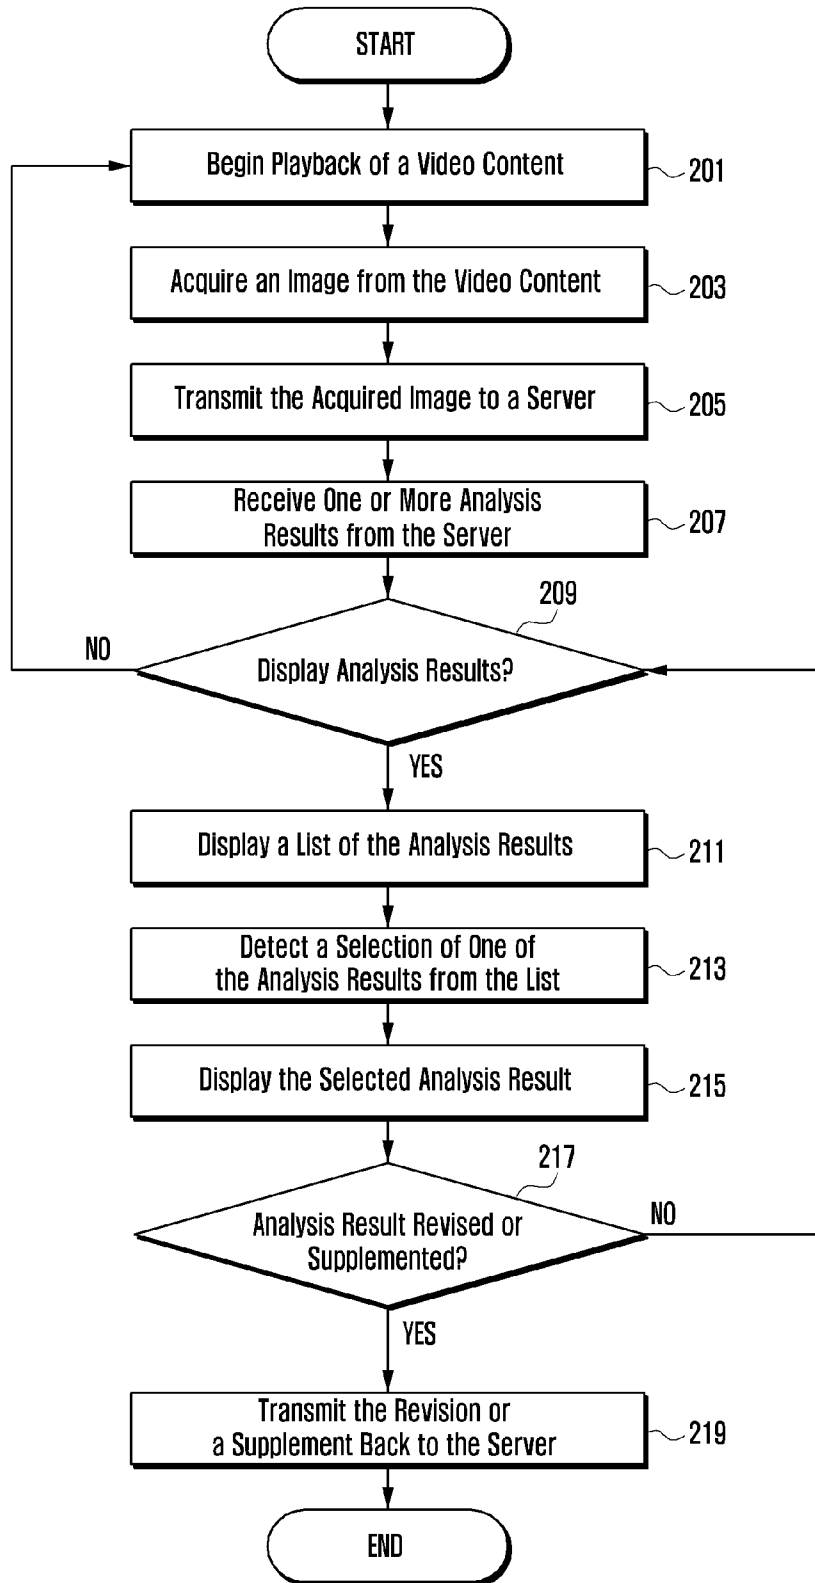 START
Begin Playback of a Video Content
201
Acquire an Image from the Video Content
203
Transmit the Acquired Image to a Server
205
Receive One or More Analysis
Results from the Server
207
209
NO
Display Analysis Results?
YES
Display a List of the Analysis Results
211
Detect a Selection of One of
the Analysis Results from the List
213
Display the Selected Analysis Result
215
217
NO
Analysis Result Revised or
Supplemented?
YES
Transmit the Revision or
a Supplement Back to the Server
219
END